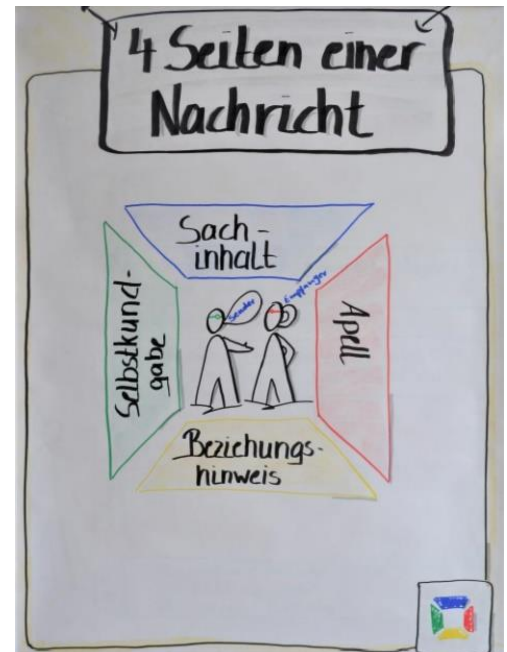 4 Seiten einer
Nachricht
Sach-
inhalt
Selbstkund-
gabe
Sender
Empfänger
Apell
Beziehungs-
hinweis